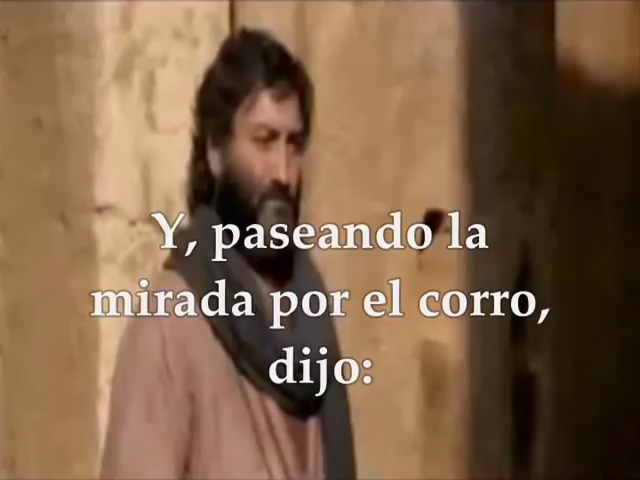 Y, paseando la
mirada por el corro,
dijo: